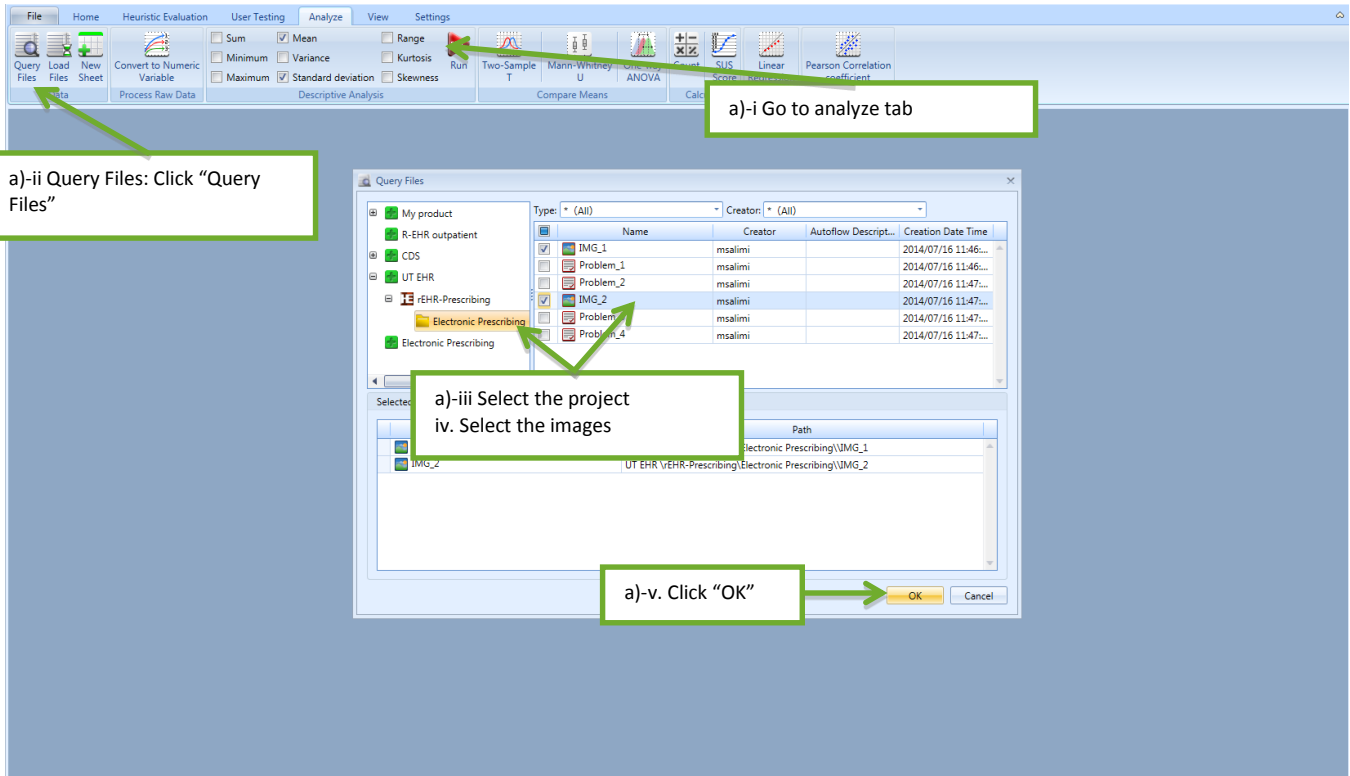 File Home Heuristic Evaluation User Testing Analyze View Settings
Sum Mean Range
Minimum Variance Kurtosis
Maximum Standard deviation Skewness
Query Files
Load Files
New Sheet
Convert to Numeric Variable
Run
Two-Sample T
Mann-Whitney U
ANOVA
Count
SUS Score
Linear
Pearson Correlation
coefficient
Process Raw Data Descriptive Analysis Compare Means
a)-i Go to analyze tab
a)-ii Query Files: Click “Query
Files”
Query Files
My product
R-EHR outpatient
CDS
UT EHR
rEHR-Prescribing
Electronic Prescribing
Electronic Prescribing
Type: * (All) Creator: * (All)
Name Creator Autoflow Descript... Creation Date Time
IMG_1 msalimi 2014/07/16 11:46:...
Problem_1 msalimi 2014/07/16 11:46:...
Problem_2 msalimi 2014/07/16 11:47:...
IMG_2 msalimi 2014/07/16 11:47:...
Problem msalimi 2014/07/16 11:47:...
Problem_4 msalimi 2014/07/16 11:47:...
a)-iii Select the project
iv. Select the images
Selected
Path
Electronic Prescribing\\IMG_1
IMG_2 UT EHR \rEHR-Prescribing\Electronic Prescribing\\IMG_2
a)-v. Click “OK”
OK Cancel